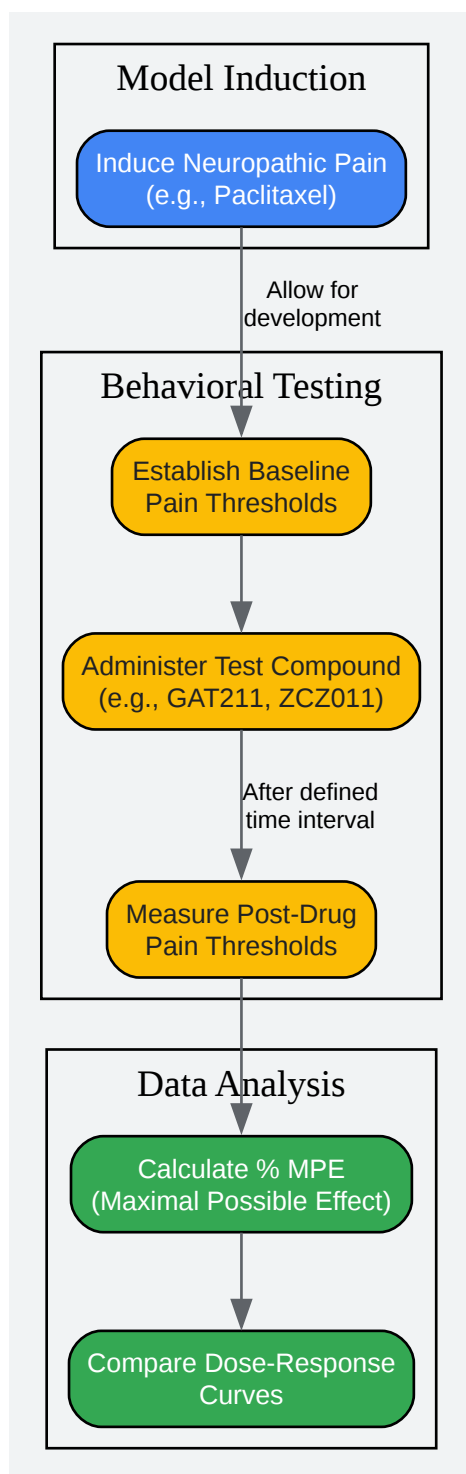 Model Induction
Induce Neuropathic Pain
(e.g., Paclitaxel)
Allow for
development
Behavioral Testing
Establish Baseline
Pain Thresholds
Administer Test Compound
(e.g., GAT211, ZCZ011)
After defined
time interval
Measure Post-Drug
Pain Thresholds
Data Analysis
Calculate % MPE
(Maximal Possible Effect)
Compare Dose-Response
Curves